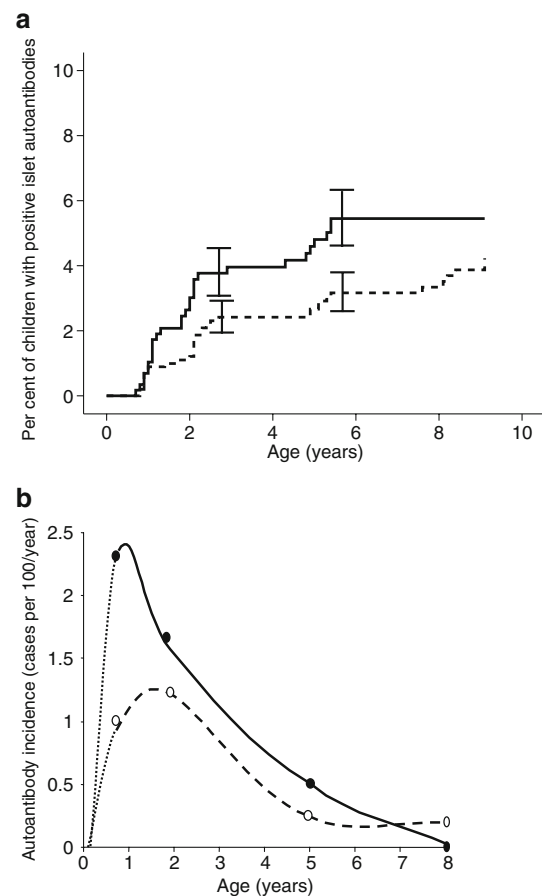 a
Per cent of children with positive islet autoantibodies
10
8
6
4
2
0
0 2 4 6 8 10
Age (years)
b
Autoantibody incidence (cases per 100/year)
2.5
2
1.5
1
0.5
0
0 1 2 3 4 5 6 7 8
Age (years)